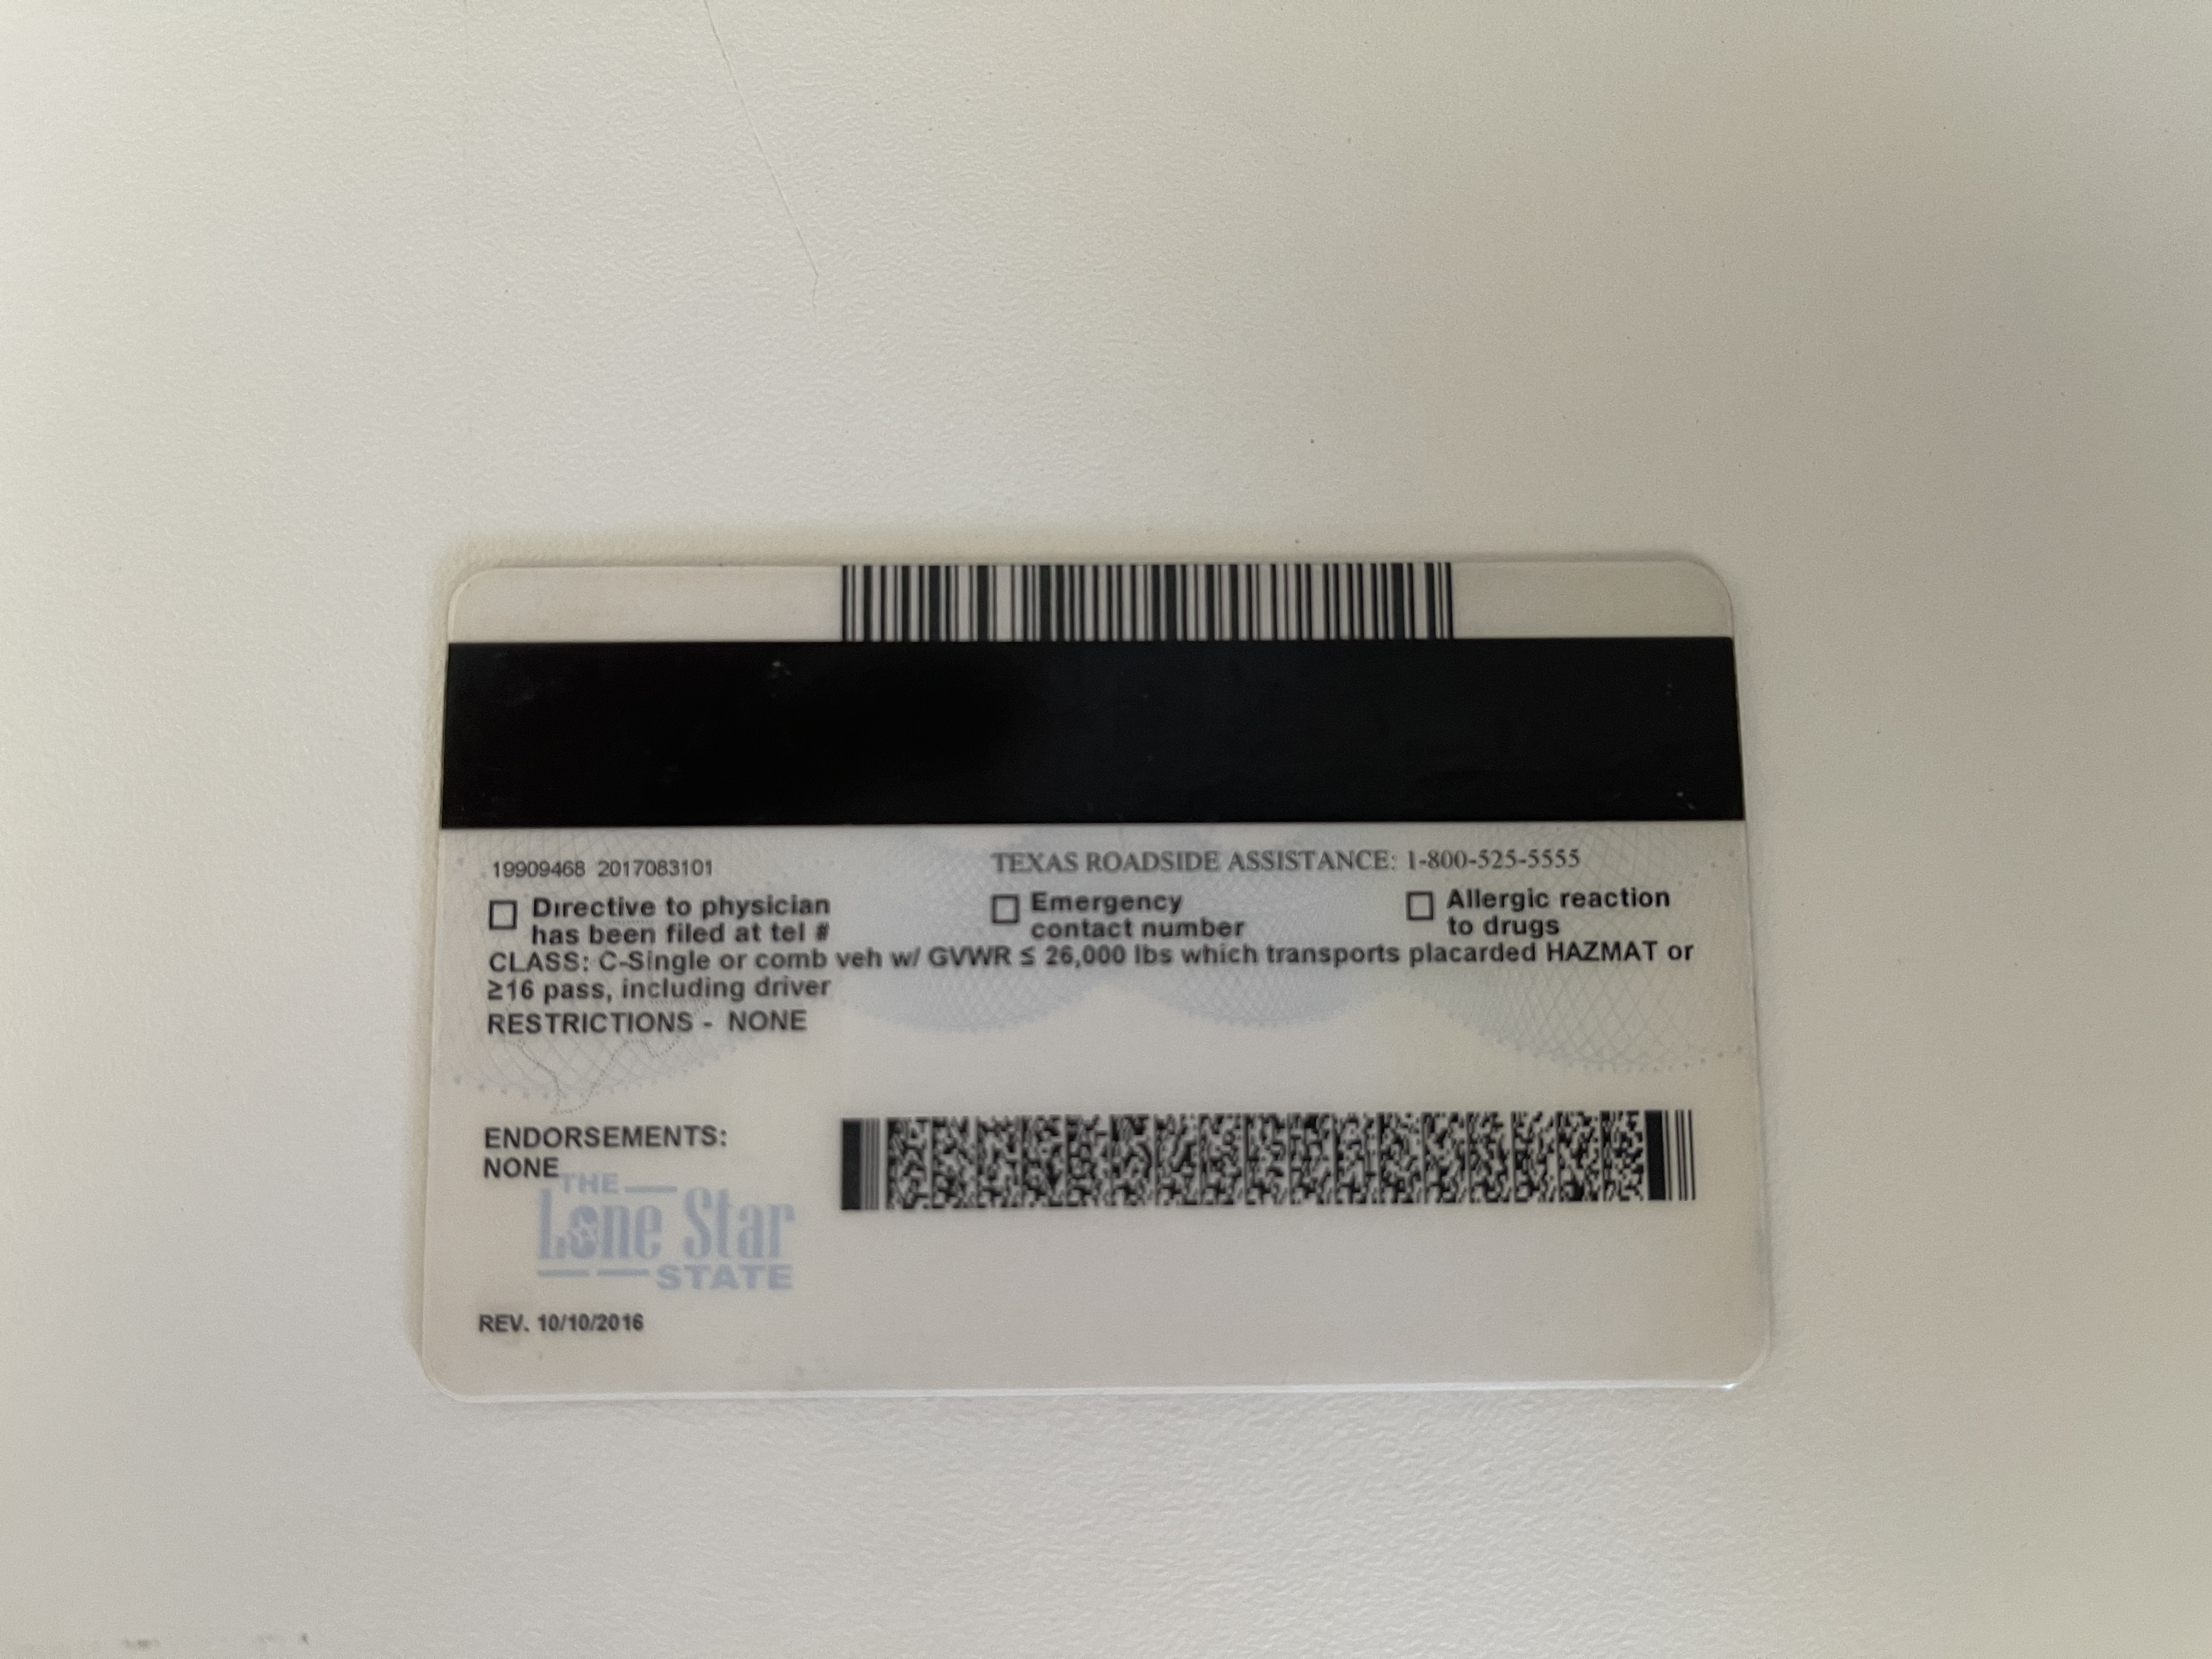 19909468 2017083101
TEXAS ROADSIDE ASSISTANCE: 1-800-525-5555
Directive to physician
has been filed at tel #
Emergency
contact number
Allergic reaction
to drugs
CLASS: C-Single or comb veh w/ GVWR ≤ 26,000 lbs which transports placarded HAZMAT or
≥16 pass, including driver
RESTRICTIONS - NONE
ENDORSEMENTS:
NONE
THE
Lone Star
STATE
REV. 10/10/2016